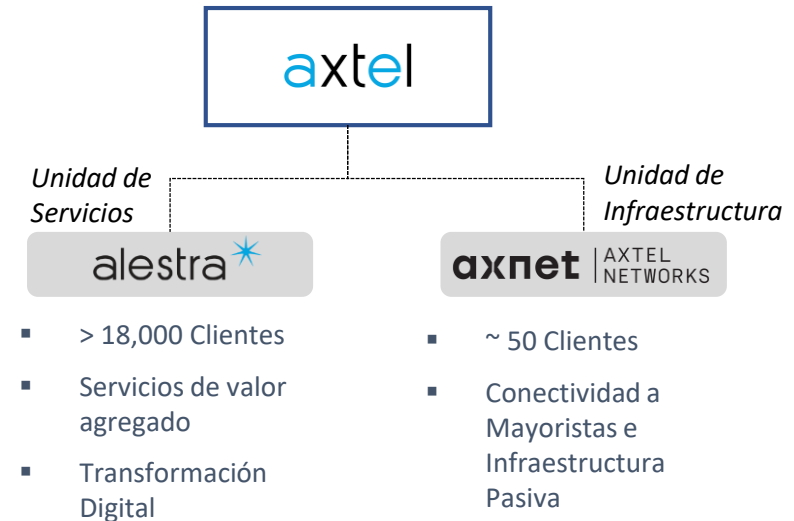 axtel
Unidad de
Servicios
Unidad de
Infraestructura
alestra
axnet | AXTEL
NETWORKS
▪ > 18,000 Clientes
▪ Servicios de valor
agregado
▪ Transformación
Digital
▪ ~ 50 Clientes
▪ Conectividad a
Mayoristas e
Infraestructura
Pasiva